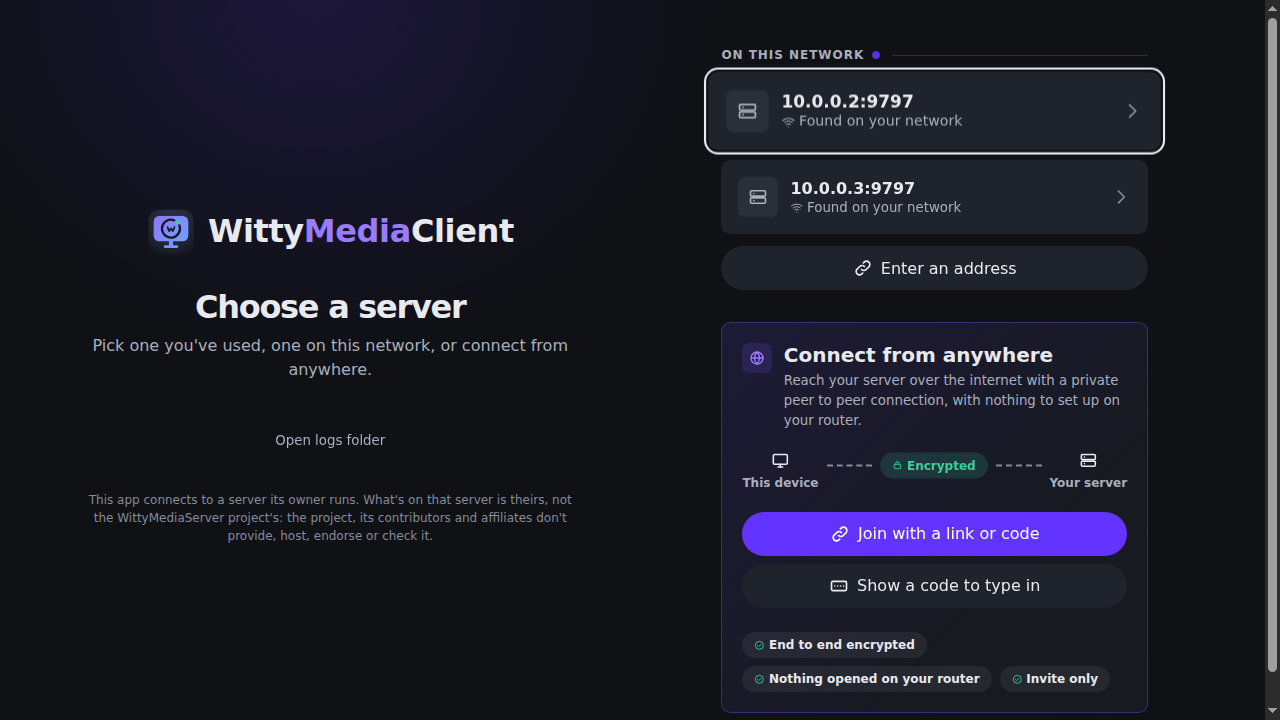 WittyMediaClient
Choose a server
Pick one you've used, one on this network, or connect from
anywhere.
Open logs folder
This app connects to a server its owner runs. What's on that server is theirs, not
the WittyMediaServer project's: the project, its contributors and affiliates don't
provide, host, endorse or check it.
ON THIS NETWORK
10.0.0.2:9797
Found on your network
10.0.0.3:9797
Found on your network
Enter an address
Connect from anywhere
Reach your server over the internet with a private
peer to peer connection, with nothing to set up on
your router.
This device
Encrypted
Your server
Join with a link or code
Show a code to type in
End to end encrypted
Nothing opened on your router
Invite only